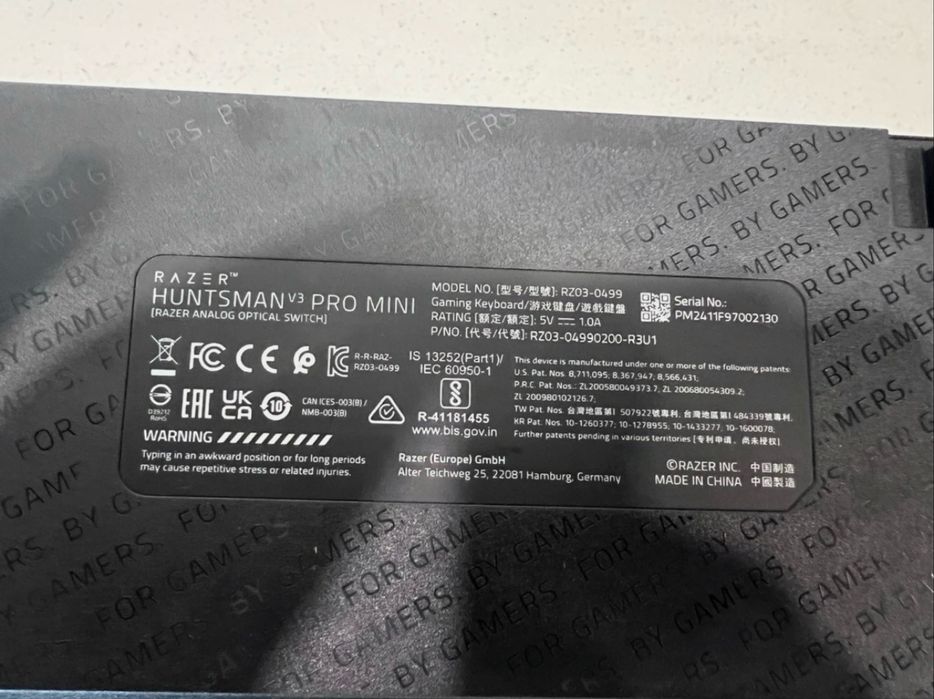 RAZER™
HUNTSMAN V3 PRO MINI
[RAZER ANALOG OPTICAL SWITCH]
MODEL NO. [型号/型號]: RZ03-0499
Gaming Keyboard/游戏键盘/遊戲鍵盤
RATING [额定/額定]: 5V ⎓ 1.0A
P/NO. [代号/代號]: RZ03-04990200-R3U1
Serial No.:
PM2411F97002130
FC CE
R-R-RAZ-
RZ03-0499
IS 13252(Part1)/
IEC 60950-1
R-41181455
www.bis.gov.in
D39212
RoHS
EAC
UK
CA
10
CAN ICES-003(B) /
NMB-003(B)
This device is manufactured under one or more of the following patents:
U.S. Pat. Nos. 8,711,095; 8,367,947; 8,566,431;
P.R.C. Pat. Nos.: ZL200580049373.7, ZL 200680054309.2;
ZL 200980102126.7;
TW Pat. Nos. 台灣地區第I 507922號專利, 台灣地區第I 484339號專利.
KR Pat. Nos. 10-1260377; 10-1278955; 10-1433277; 10-1600078;
Further patents pending in various territories [专利申请, 尚未授权]
WARNING
Typing in an awkward position or for long periods
may cause repetitive stress or related injuries.
Razer (Europe) GmbH
Alter Teichweg 25, 22081 Hamburg, Germany
©RAZER INC. 中国制造
MADE IN CHINA 中國製造
FOR GAMERS. BY GAMERS.